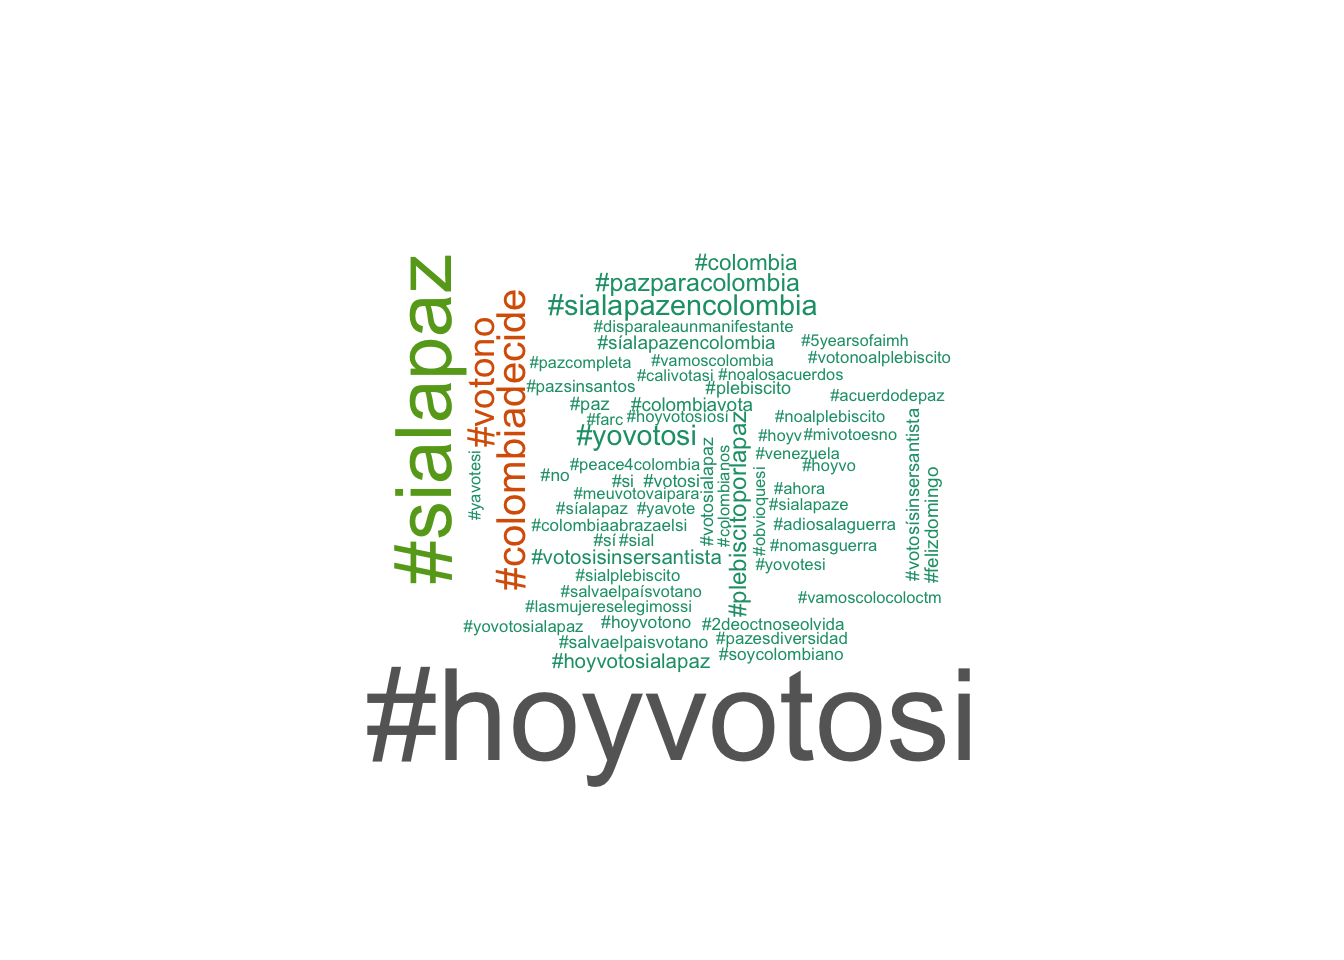 #sialapaz
#votono
#colombiadecide
#yavotesi
#colombia
#pazparacolombia
#sialapazencolombia
#disparaleaunmanifestante
#síalapazencolombia
#5yearsofaimh
#pazcompleta
#vamoscolombia
#votonoalplebiscito
#calivotasi
#noalosacuerdos
#pazsinsantos
#plebiscito
#acuerdodepaz
#paz
#colombiavota
#farc
#hoyvotosiosi
#noalplebiscito
#yovotosi
#hoyv
#mivotoesno
#venezuela
#peace4colombia
#hoyvo
#no
#si
#votosi
#votosialapaz
#colombianos
#plebiscitoporlapaz
#obvioquesi
#ahora
#meuvotovaipara
#síalapaz
#yavote
#sialapaze
#colombiaabrazaelsi
#adiosalaguerra
#sí
#sial
#nomasguerra
#votosisinsersantista
#yovotesi
#votosísinsersantista
#felizdomingo
#sialplebiscito
#salvaelpaísvotano
#vamoscolocoloctm
#lasmujereselegimossi
#yovotosialapaz
#hoyvotono
#2deoctnoseolvida
#salvaelpaisvotano
#pazesdiversidad
#hoyvotosialapaz
#soycolombiano
#hoyvotosi